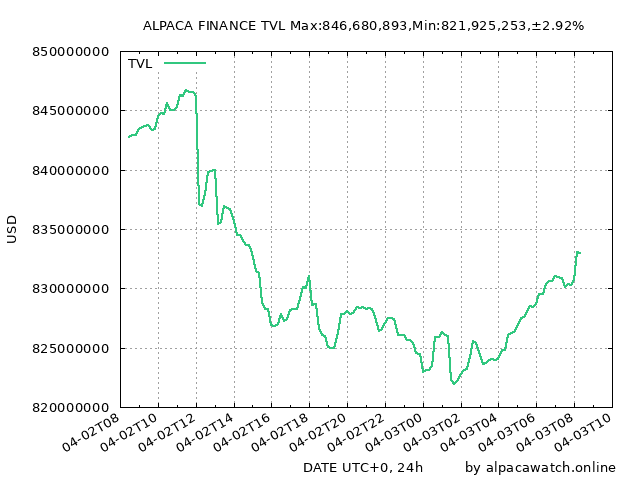 ALPACA FINANCE TVL Max:846,680,893,Min:821,925,253,±2.92%
850000000
TVL
845000000
840000000
835000000
USD
830000000
825000000
820000000
04-02T08
04-02T10
04-02T12
04-02T14
04-02T16
04-02T18
04-02T20
04-02T22
04-03T00
04-03T02
04-03T04
04-03T06
04-03T08
04-03T10
DATE UTC+0, 24h
by alpacawatch.online